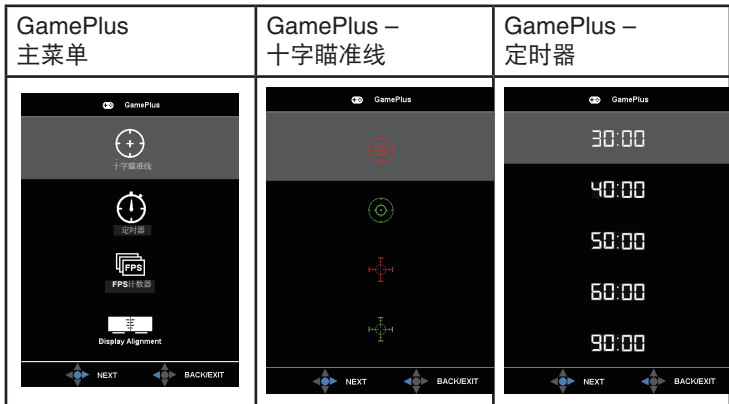 GamePlus
主菜单
GamePlus –
十字瞄准线
GamePlus –
定时器
GamePlus
十字瞄准线
定时器
FPS
FPS计数器
Display Alignment
NEXT BACK/EXIT
GamePlus
NEXT BACK/EXIT
GamePlus
30:00
40:00
50:00
60:00
90:00
NEXT BACK/EXIT